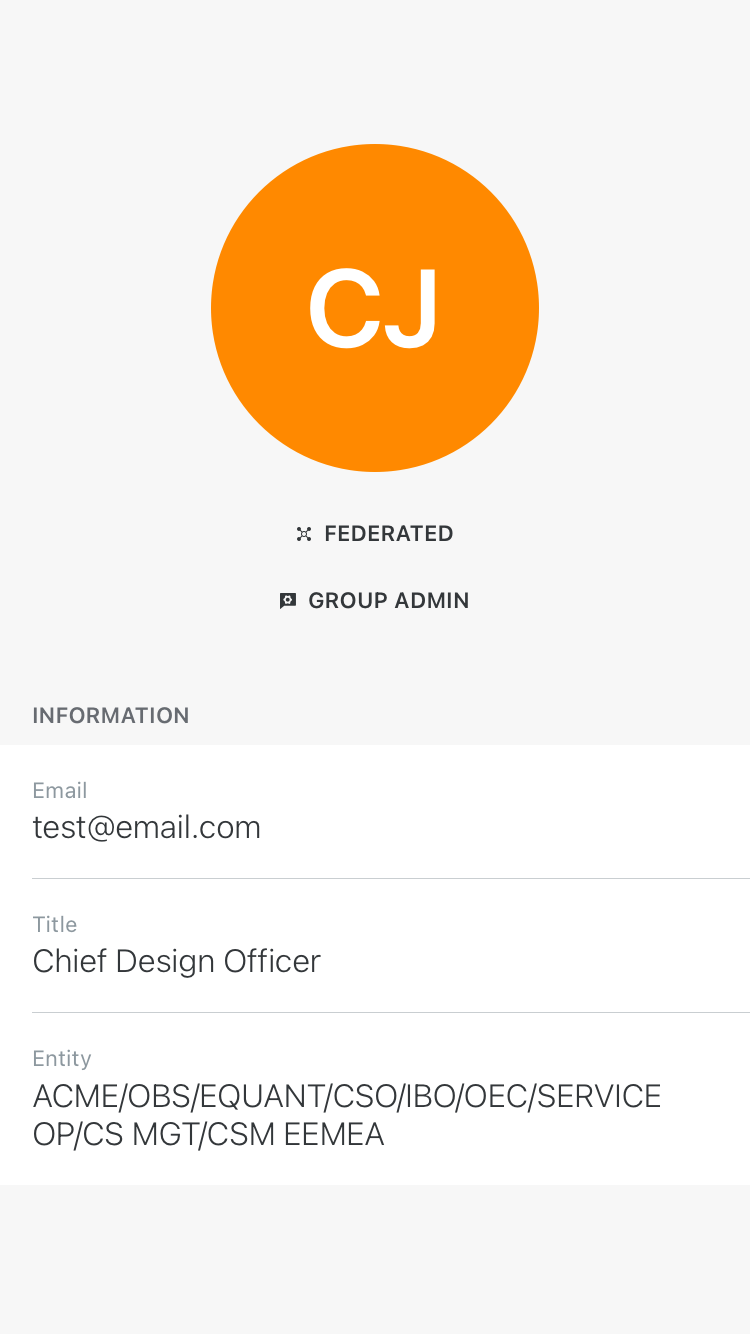 CJ
FEDERATED
GROUP ADMIN
INFORMATION
Email
test@email.com
Title
Chief Design Officer
Entity
ACME/OBS/EQUANT/CSO/IBO/OEC/SERVICE
OP/CS MGT/CSM EEMEA